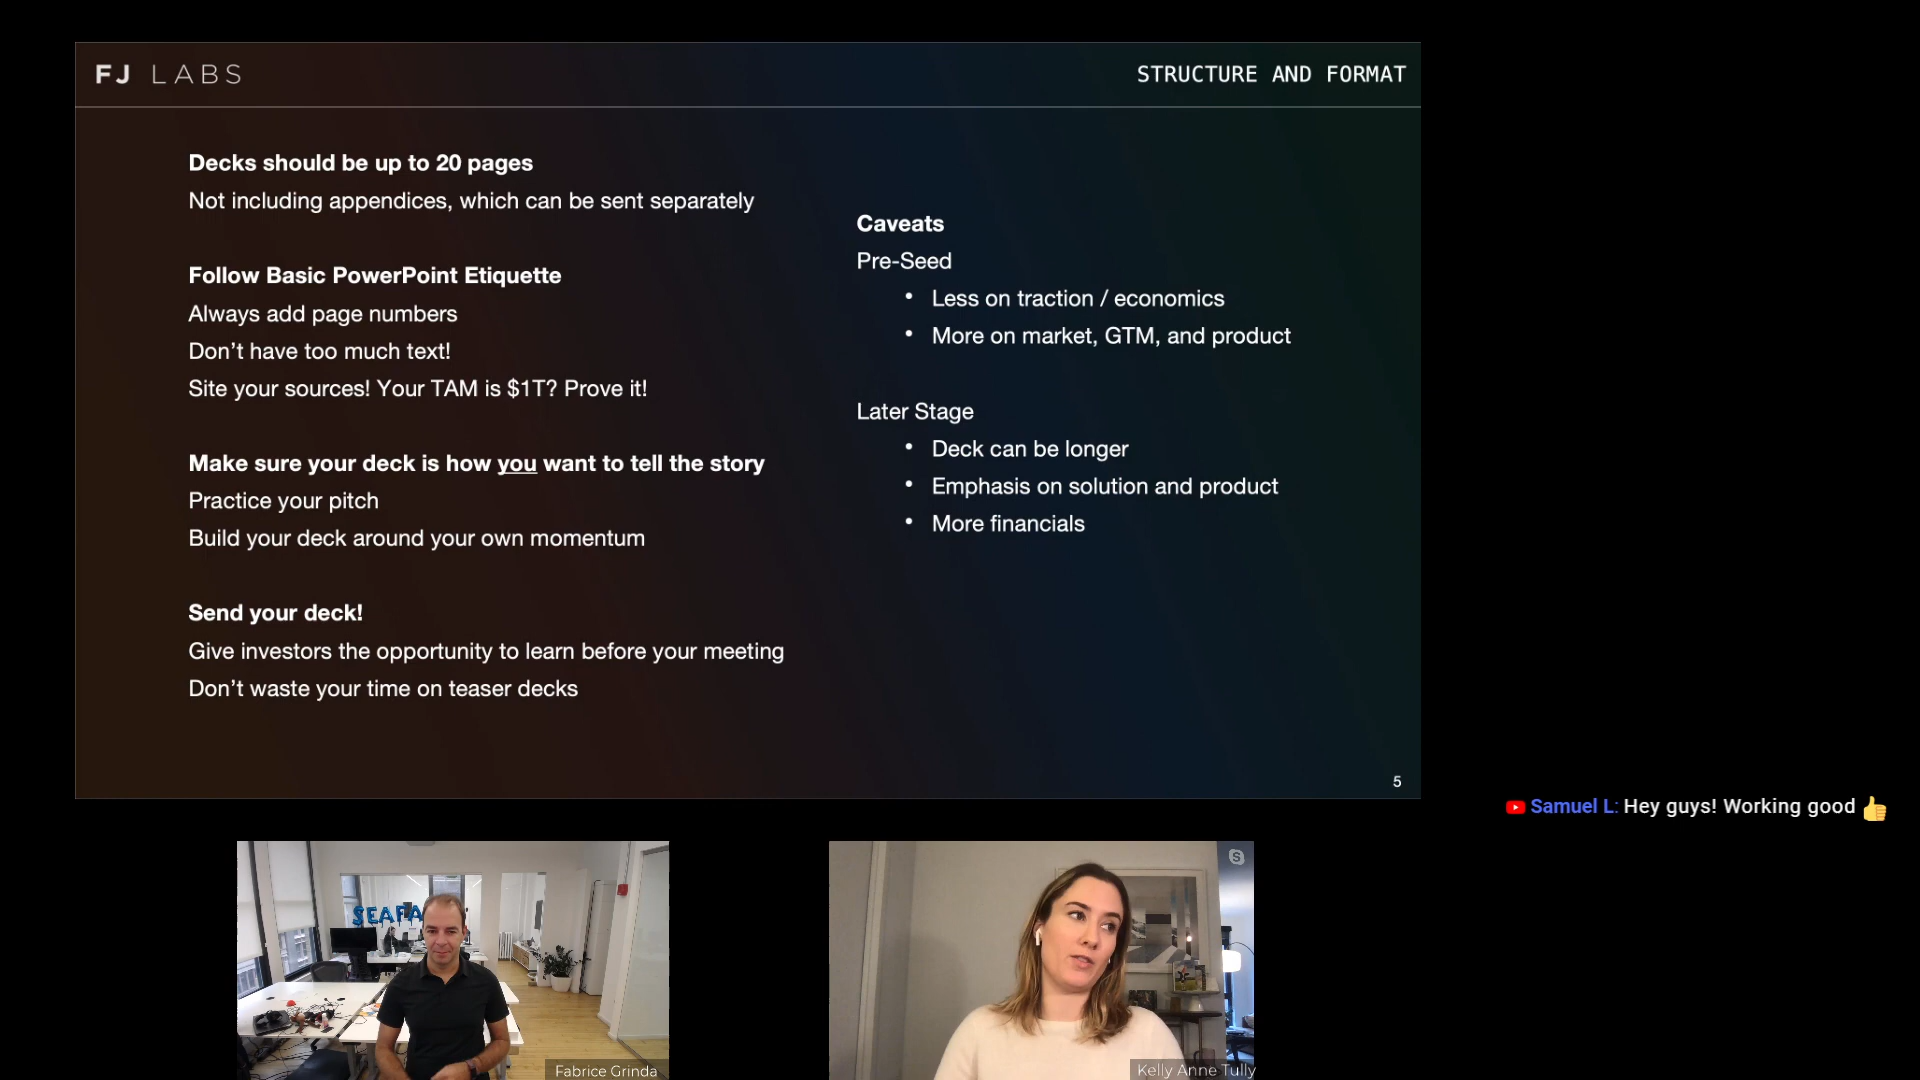 FJ LABS
STRUCTURE AND FORMAT
Decks should be up to 20 pages
Not including appendices, which can be sent separately
Follow Basic PowerPoint Etiquette
Always add page numbers
Don’t have too much text!
Site your sources! Your TAM is $1T? Prove it!
Make sure your deck is how you want to tell the story
Practice your pitch
Build your deck around your own momentum
Send your deck!
Give investors the opportunity to learn before your meeting
Don’t waste your time on teaser decks
Caveats
Pre-Seed
• Less on traction / economics
• More on market, GTM, and product
Later Stage
• Deck can be longer
• Emphasis on solution and product
• More financials
5
Samuel L: Hey guys! Working good 👍
Fabrice Grinda
Kelly Anne Tully